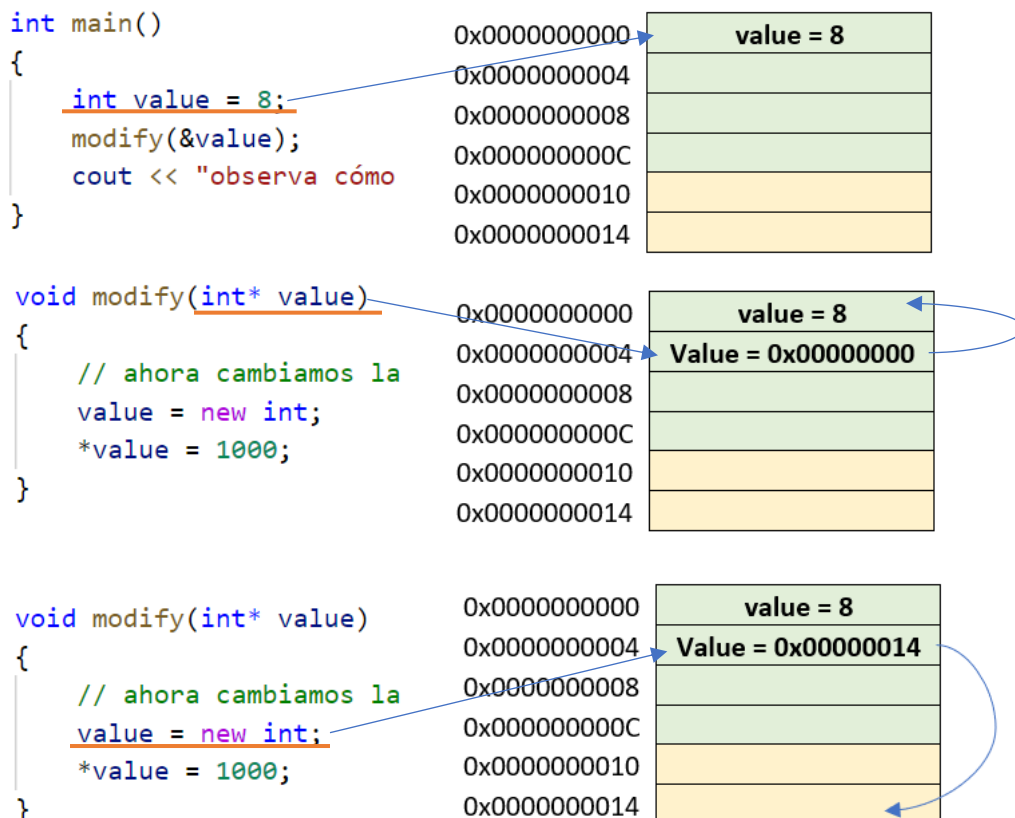 int main()
{
int value = 8;
modify(&value);
cout << "observa cómo
}
0x0000000000 value = 8
0x0000000004
0x0000000008
0x000000000C
0x0000000010
0x0000000014
void modify(int* value)
{
// ahora cambiamos la
value = new int;
*value = 1000;
}
0x0000000000 value = 8
0x0000000004 Value = 0x00000000
0x0000000008
0x000000000C
0x0000000010
0x0000000014
void modify(int* value)
{
// ahora cambiamos la
value = new int;
*value = 1000;
}
0x0000000000 value = 8
0x0000000004 Value = 0x00000014
0x0000000008
0x000000000C
0x0000000010
0x0000000014